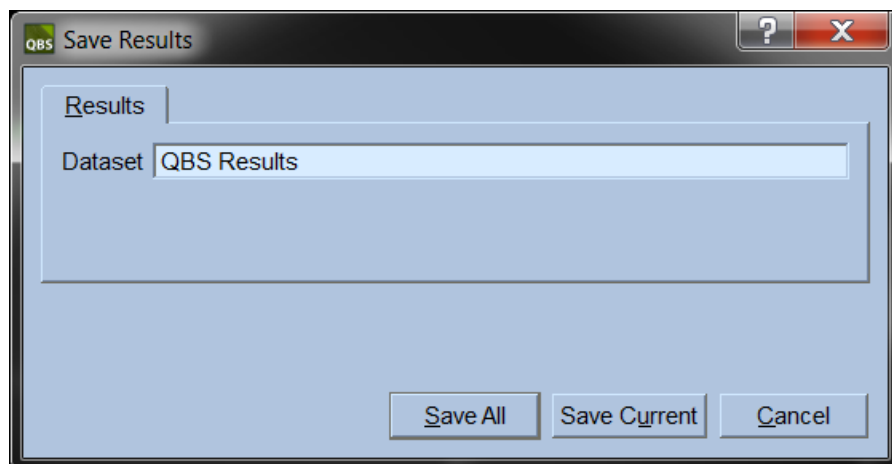 QBS Save Results
?
X
Results
Dataset QBS Results
Save All Save Current Cancel